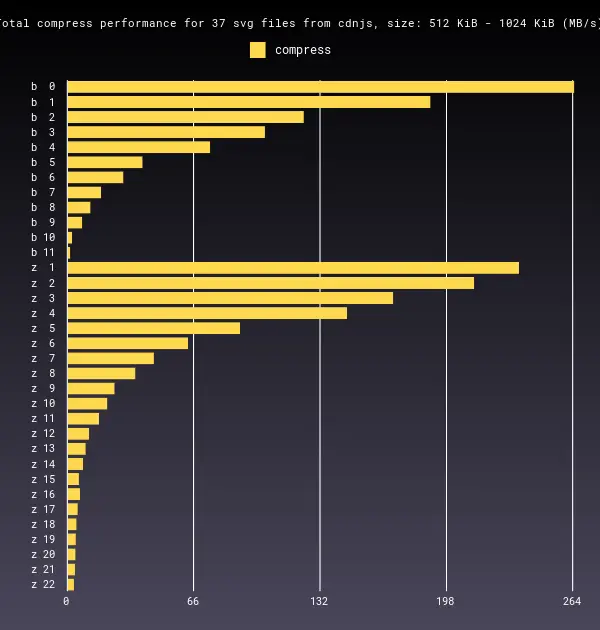 Total compress performance for 37 svg files from cdnjs, size: 512 KiB - 1024 KiB (MB/s)
compress
b 0
b 1
b 2
b 3
b 4
b 5
b 6
b 7
b 8
b 9
b 10
b 11
z 1
z 2
z 3
z 4
z 5
z 6
z 7
z 8
z 9
z 10
z 11
z 12
z 13
z 14
z 15
z 16
z 17
z 18
z 19
z 20
z 21
z 22
0 66 132 198 264